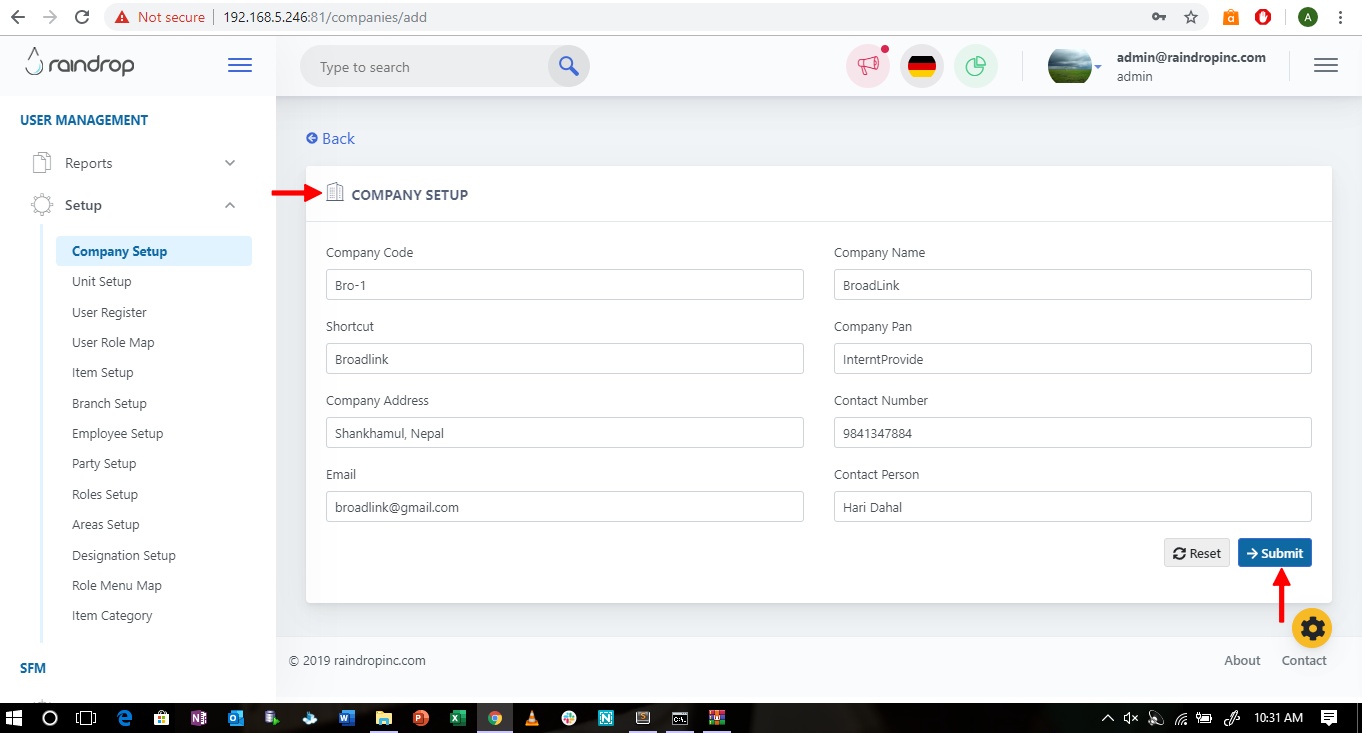 Not secure | 192.168.5.246:81/companies/add
A
raindrop
Type to search
admin@raindropinc.com
admin
USER MANAGEMENT
Reports
Setup
Company Setup
Unit Setup
User Register
User Role Map
Item Setup
Branch Setup
Employee Setup
Party Setup
Roles Setup
Areas Setup
Designation Setup
Role Menu Map
Item Category
SFM
Back
COMPANY SETUP
Company Code
Company Name
Bro-1
BroadLink
Shortcut
Company Pan
Broadlink
InterntProvide
Company Address
Contact Number
Shankhamul, Nepal
9841347884
Email
Contact Person
broadlink@gmail.com
Hari Dahal
Reset
Submit
© 2019 raindropinc.com
About
Contact
10:31 AM